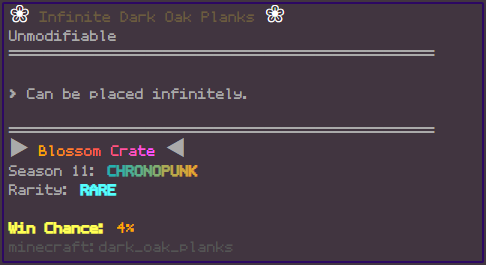 ❀ Infinite Dark Oak Planks ❀
Unmodifiable
> Can be placed infinitely.
▶ Blossom Crate ◀
Season 11: CHRONOPUNK
Rarity: RARE
Win Chance: 4%
minecraft:dark_oak_planks